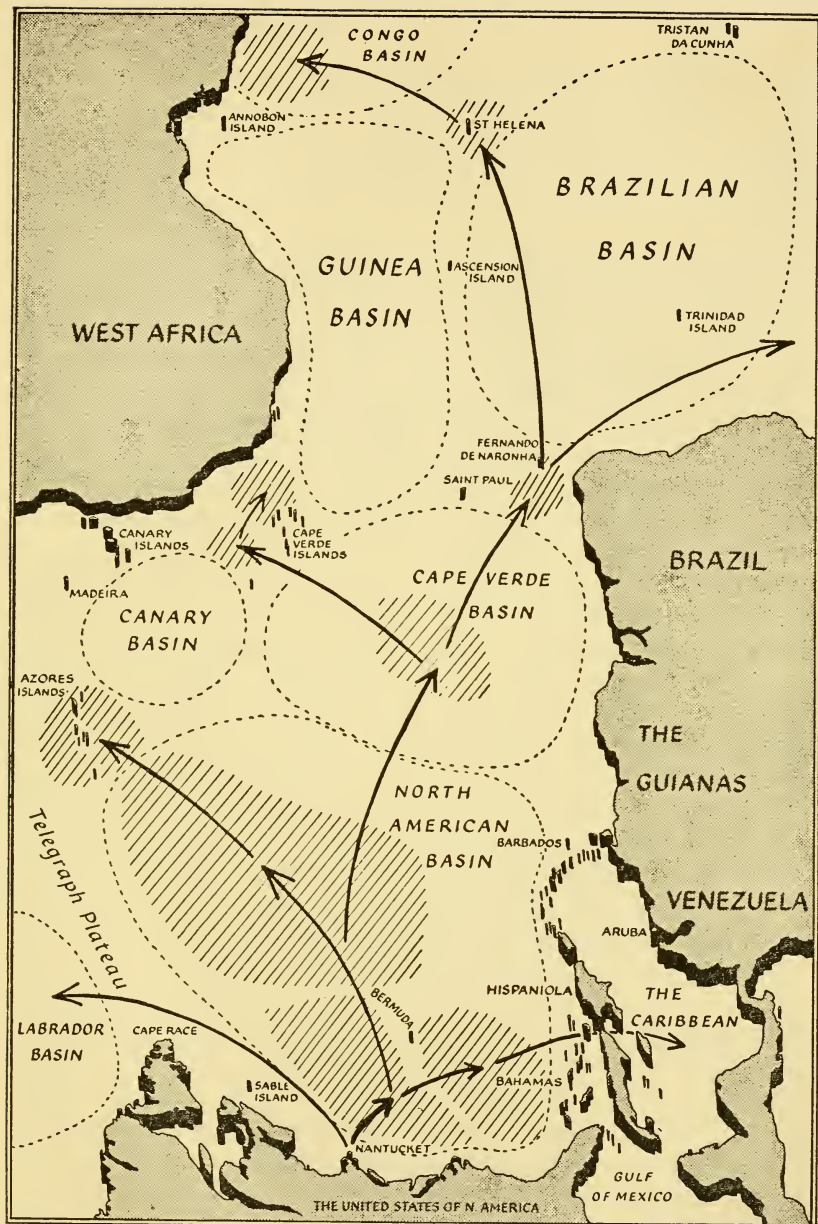 CONGO
BASIN
TRISTAN
DA CUNHA
ANNOBON
ISLAND
ST HELENA
BRAZILIAN
BASIN
GUINEA
BASIN
ASCENSION
ISLAND
WEST AFRICA
TRINIDAD
ISLAND
FERNANDO
DE NARONHA
SAINT PAUL
CANARY
ISLANDS
CAPE
VERDE
ISLANDS
BRAZIL
MADEIRA
CANARY
BASIN
CAPE VERDE
BASIN
AZORES
ISLANDS
THE
GUIANAS
NORTH
AMERICAN
BASIN
BARBADOS
Telegraph Plateau
VENEZUELA
ARUBA
HISPANIOLA
THE
CARIBBEAN
BERMUDA
LABRADOR
BASIN
CAPE RACE
SABLE
ISLAND
BAHAMAS
NANTUCKET
GULF
OF MEXICO
THE UNITED STATES OF N. AMERICA